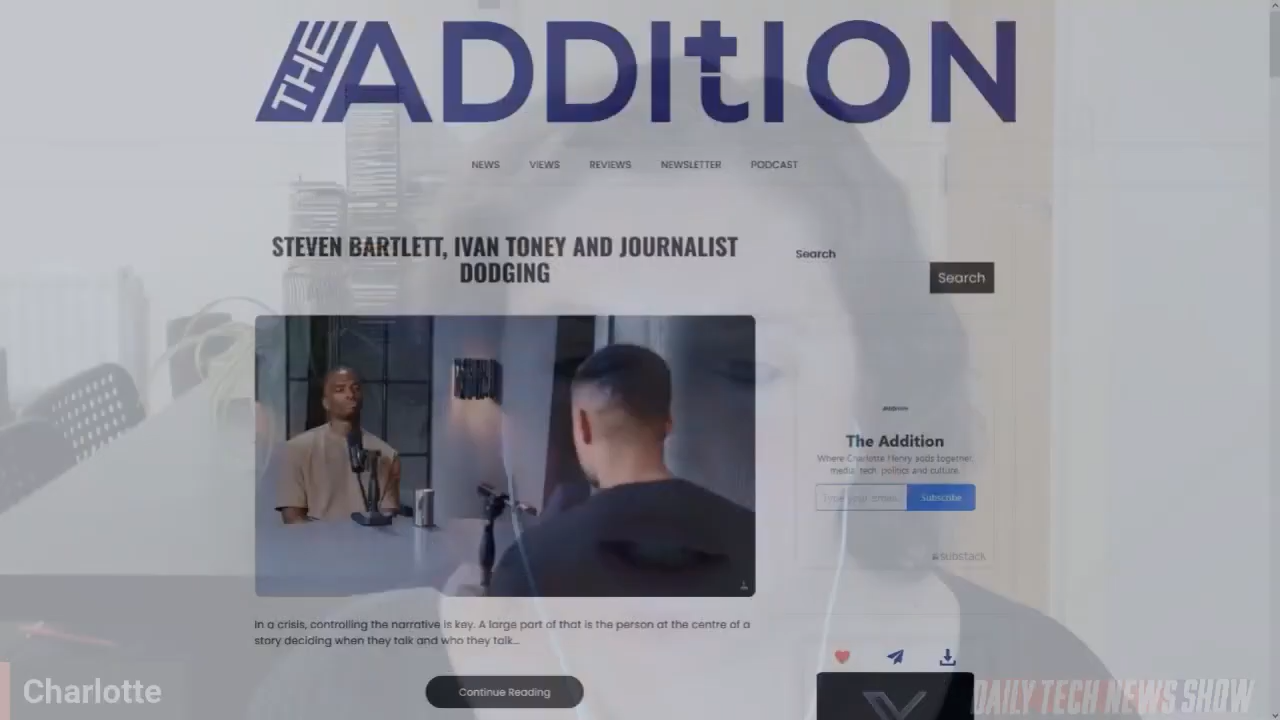 THE ADDItION
NEWS VIEWS REVIEWS NEWSLETTER PODCAST
STEVEN BARTLETT, IVAN TONEY AND JOURNALIST
DODGING
Search
Search
The Addition
Where Charlotte Henry adds together,
media, tech, politics and culture.
Type your email
Subscribe
substack
In a crisis, controlling the narrative is key. A large part of that is the person at the centre of a
story deciding when they talk and who they talk...
Continue Reading
Charlotte
DAILY TECH NEWS SHOW